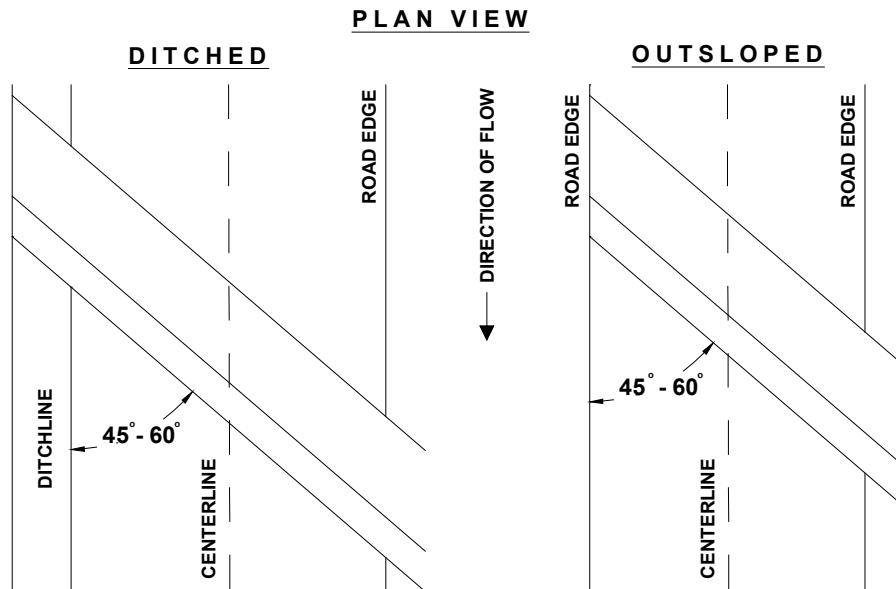 PLAN VIEW
DITCHED
OUTSLOPED
ROAD EDGE
DIRECTION OF FLOW
ROAD EDGE
ROAD EDGE
45° - 60°
45° - 60°
DITCHLINE
CENTERLINE
CENTERLINE